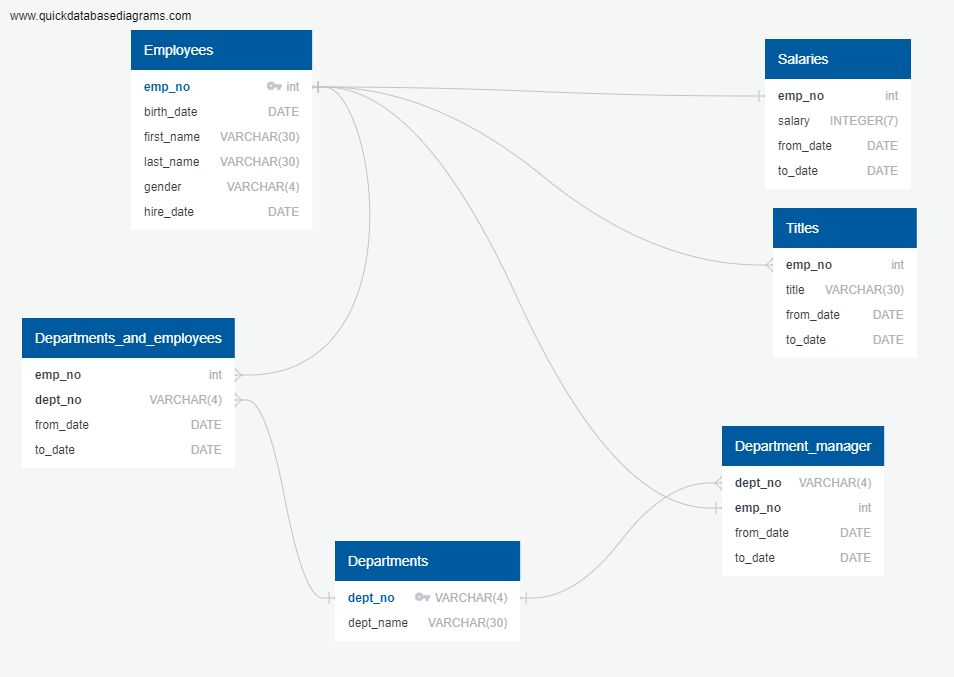 www.quickdatabasediagrams.com
Employees
emp_no int
birth_date DATE
first_name VARCHAR(30)
last_name VARCHAR(30)
gender VARCHAR(4)
hire_date DATE
Salaries
emp_no int
salary INTEGER(7)
from_date DATE
to_date DATE
Titles
emp_no int
title VARCHAR(30)
from_date DATE
to_date DATE
Departments_and_employees
emp_no int
dept_no VARCHAR(4)
from_date DATE
to_date DATE
Department_manager
dept_no VARCHAR(4)
emp_no int
from_date DATE
to_date DATE
Departments
dept_no VARCHAR(4)
dept_name VARCHAR(30)